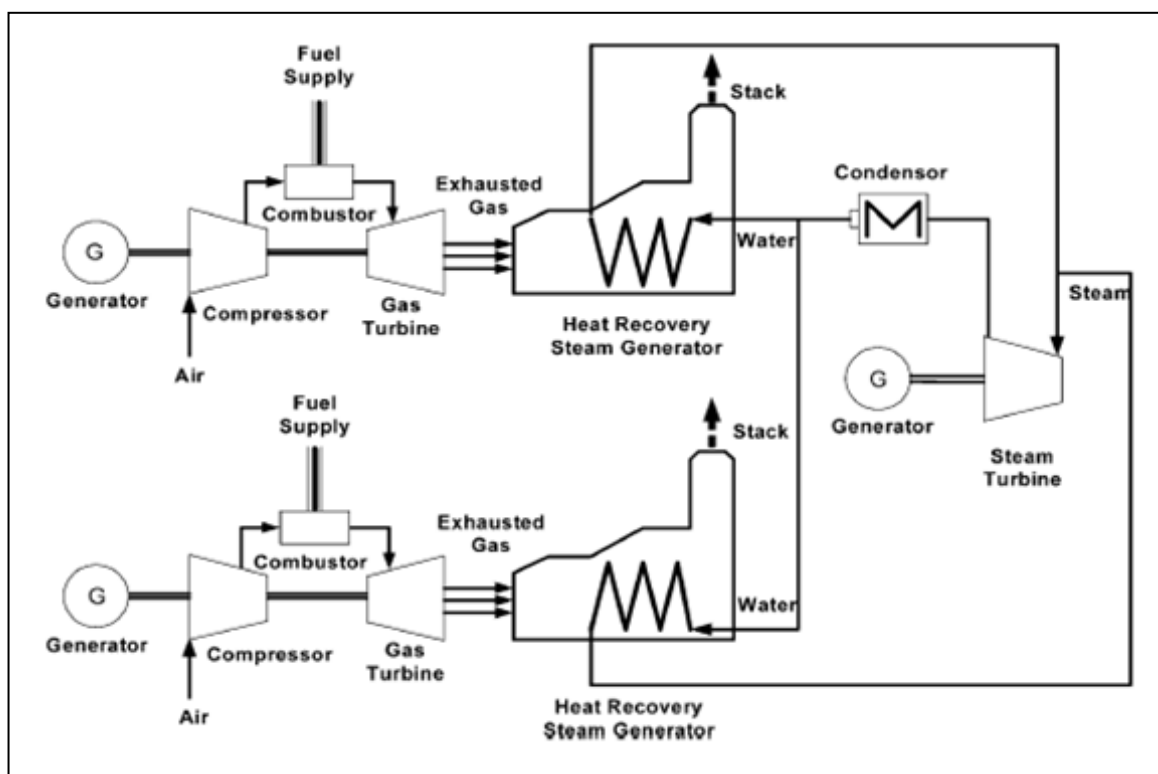 Fuel
Supply
Stack
Condensor
Exhausted
Gas
Combustor
G
Water
Generator
Compressor
Gas
Turbine
Steam
Heat Recovery
Steam Generator
Air
G
Generator
Steam
Turbine
Fuel
Supply
Stack
Exhausted
Gas
Combustor
G
Water
Generator
Compressor
Gas
Turbine
Air
Heat Recovery
Steam Generator